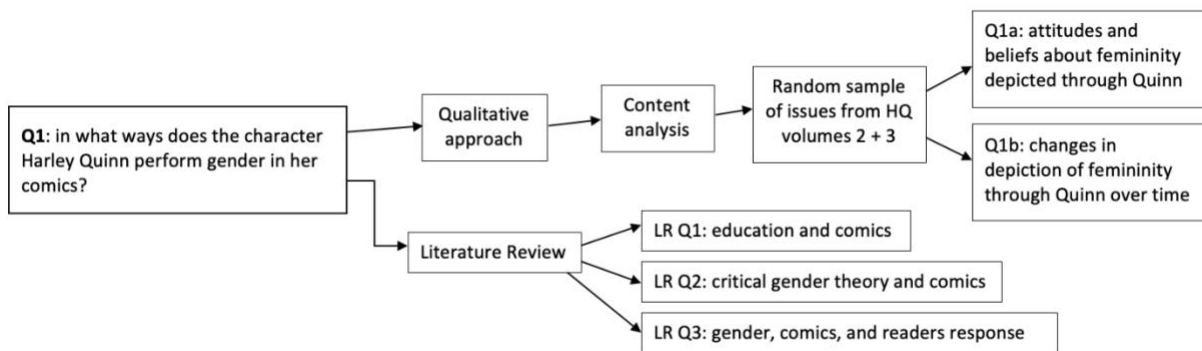 Q1: in what ways does the character
Harley Quinn perform gender in her
comics?
Qualitative
approach
Content
analysis
Random sample
of issues from HQ
volumes 2 + 3
Q1a: attitudes and
beliefs about femininity
depicted through Quinn
Q1b: changes in
depiction of femininity
through Quinn over time
Literature Review
LR Q1: education and comics
LR Q2: critical gender theory and comics
LR Q3: gender, comics, and readers response